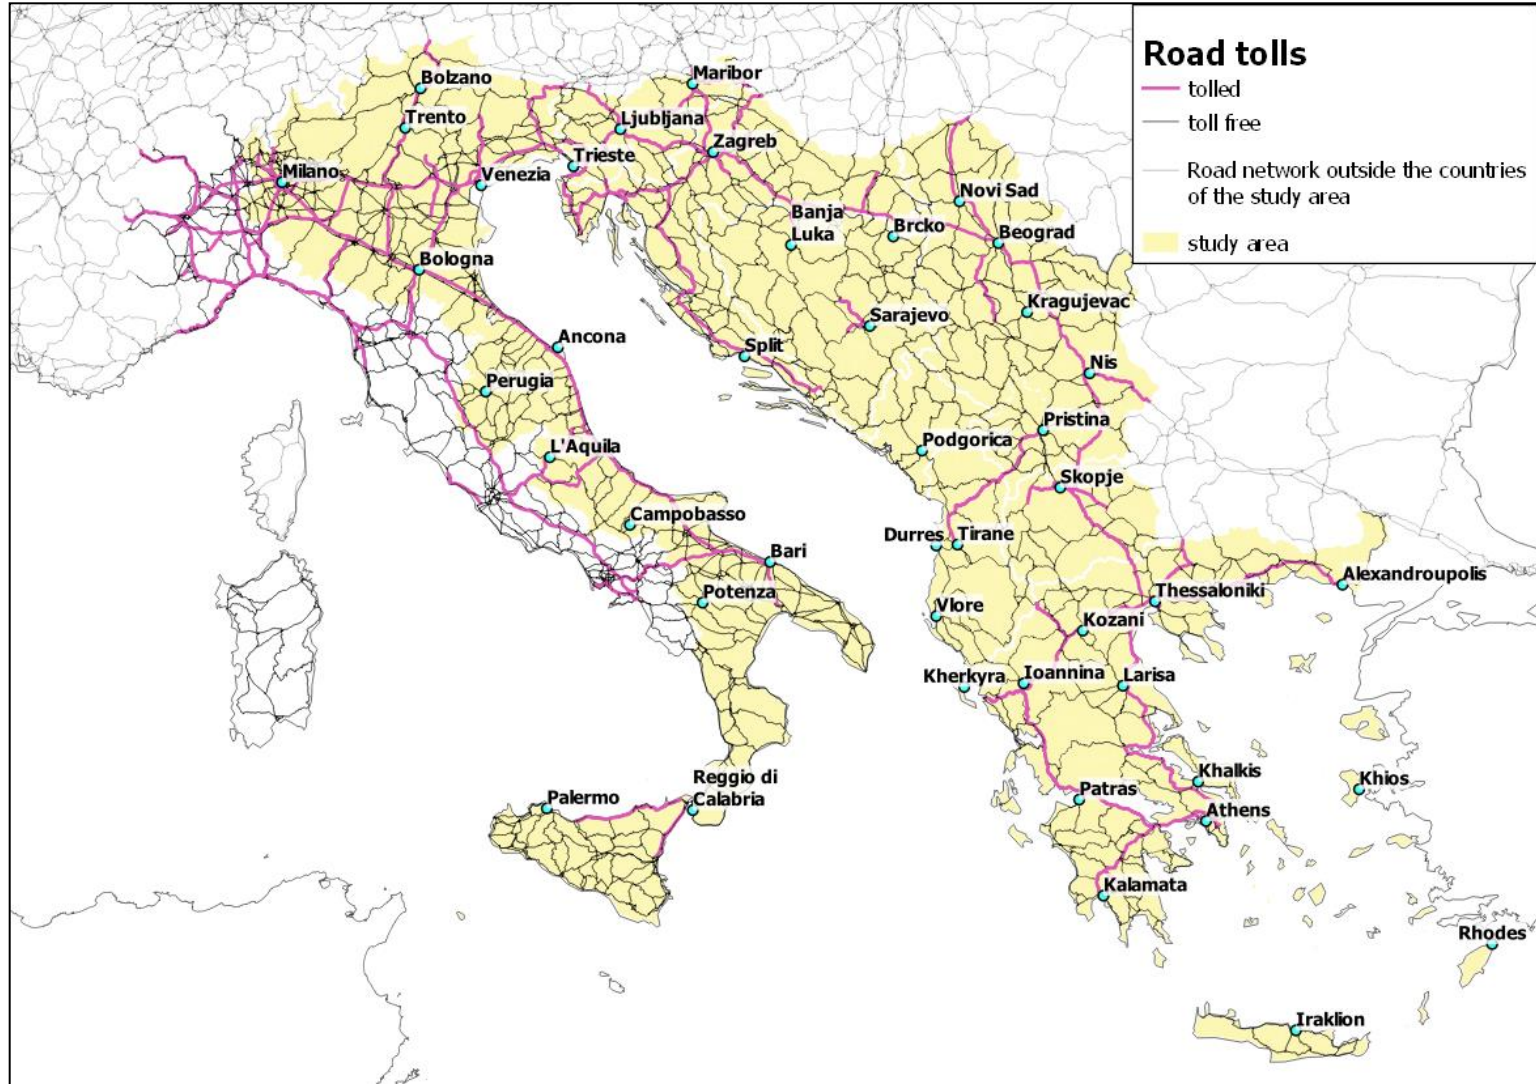 Road tolls
tolled
toll free
Road network outside the countries
of the study area
study area
Bolzano
Maribor
Trento
Ljubljana
Zagreb
Trieste
Milano
Venezia
Novi Sad
Banja
Luka
Brcko
Beograd
Bologna
Kragujevac
Sarajevo
Ancona
Split
Nis
Perugia
Pristina
Podgorica
L'Aquila
Skopje
Campobasso
Durres
Tirane
Bari
Alexandroupolis
Potenza
Thessaloniki
Vlore
Kozani
Kherkyra
Ioannina
Larisa
Reggio di
Calabria
Khalkis
Khios
Palermo
Patras
Athens
Kalamata
Rhodes
Iraklion